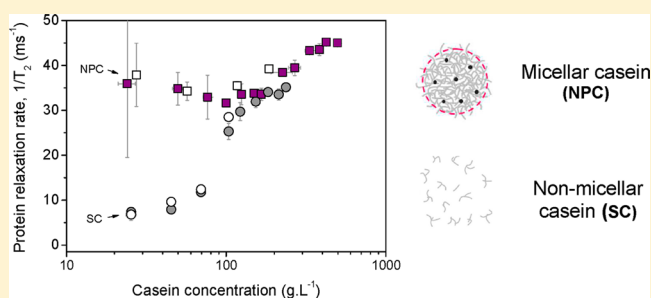 Protein relaxation rate, 1/T₂ (ms⁻¹)
50
40
30
20
10
0
NPC
SC
10
100
1000
Casein concentration (g.L⁻¹)
Micellar casein
(NPC)
Non-micellar
casein (SC)